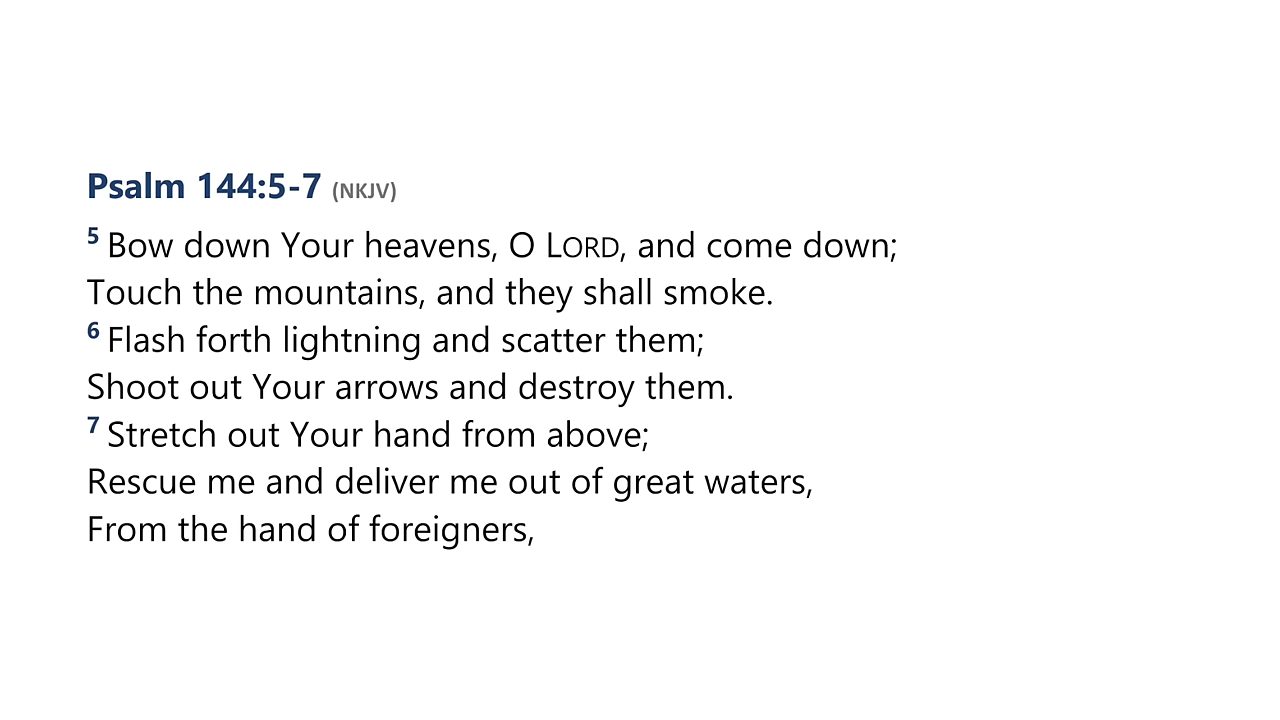 Psalm 144:5-7 (NKJV)
5 Bow down Your heavens, O LORD, and come down;
Touch the mountains, and they shall smoke.
6 Flash forth lightning and scatter them;
Shoot out Your arrows and destroy them.
7 Stretch out Your hand from above;
Rescue me and deliver me out of great waters,
From the hand of foreigners,